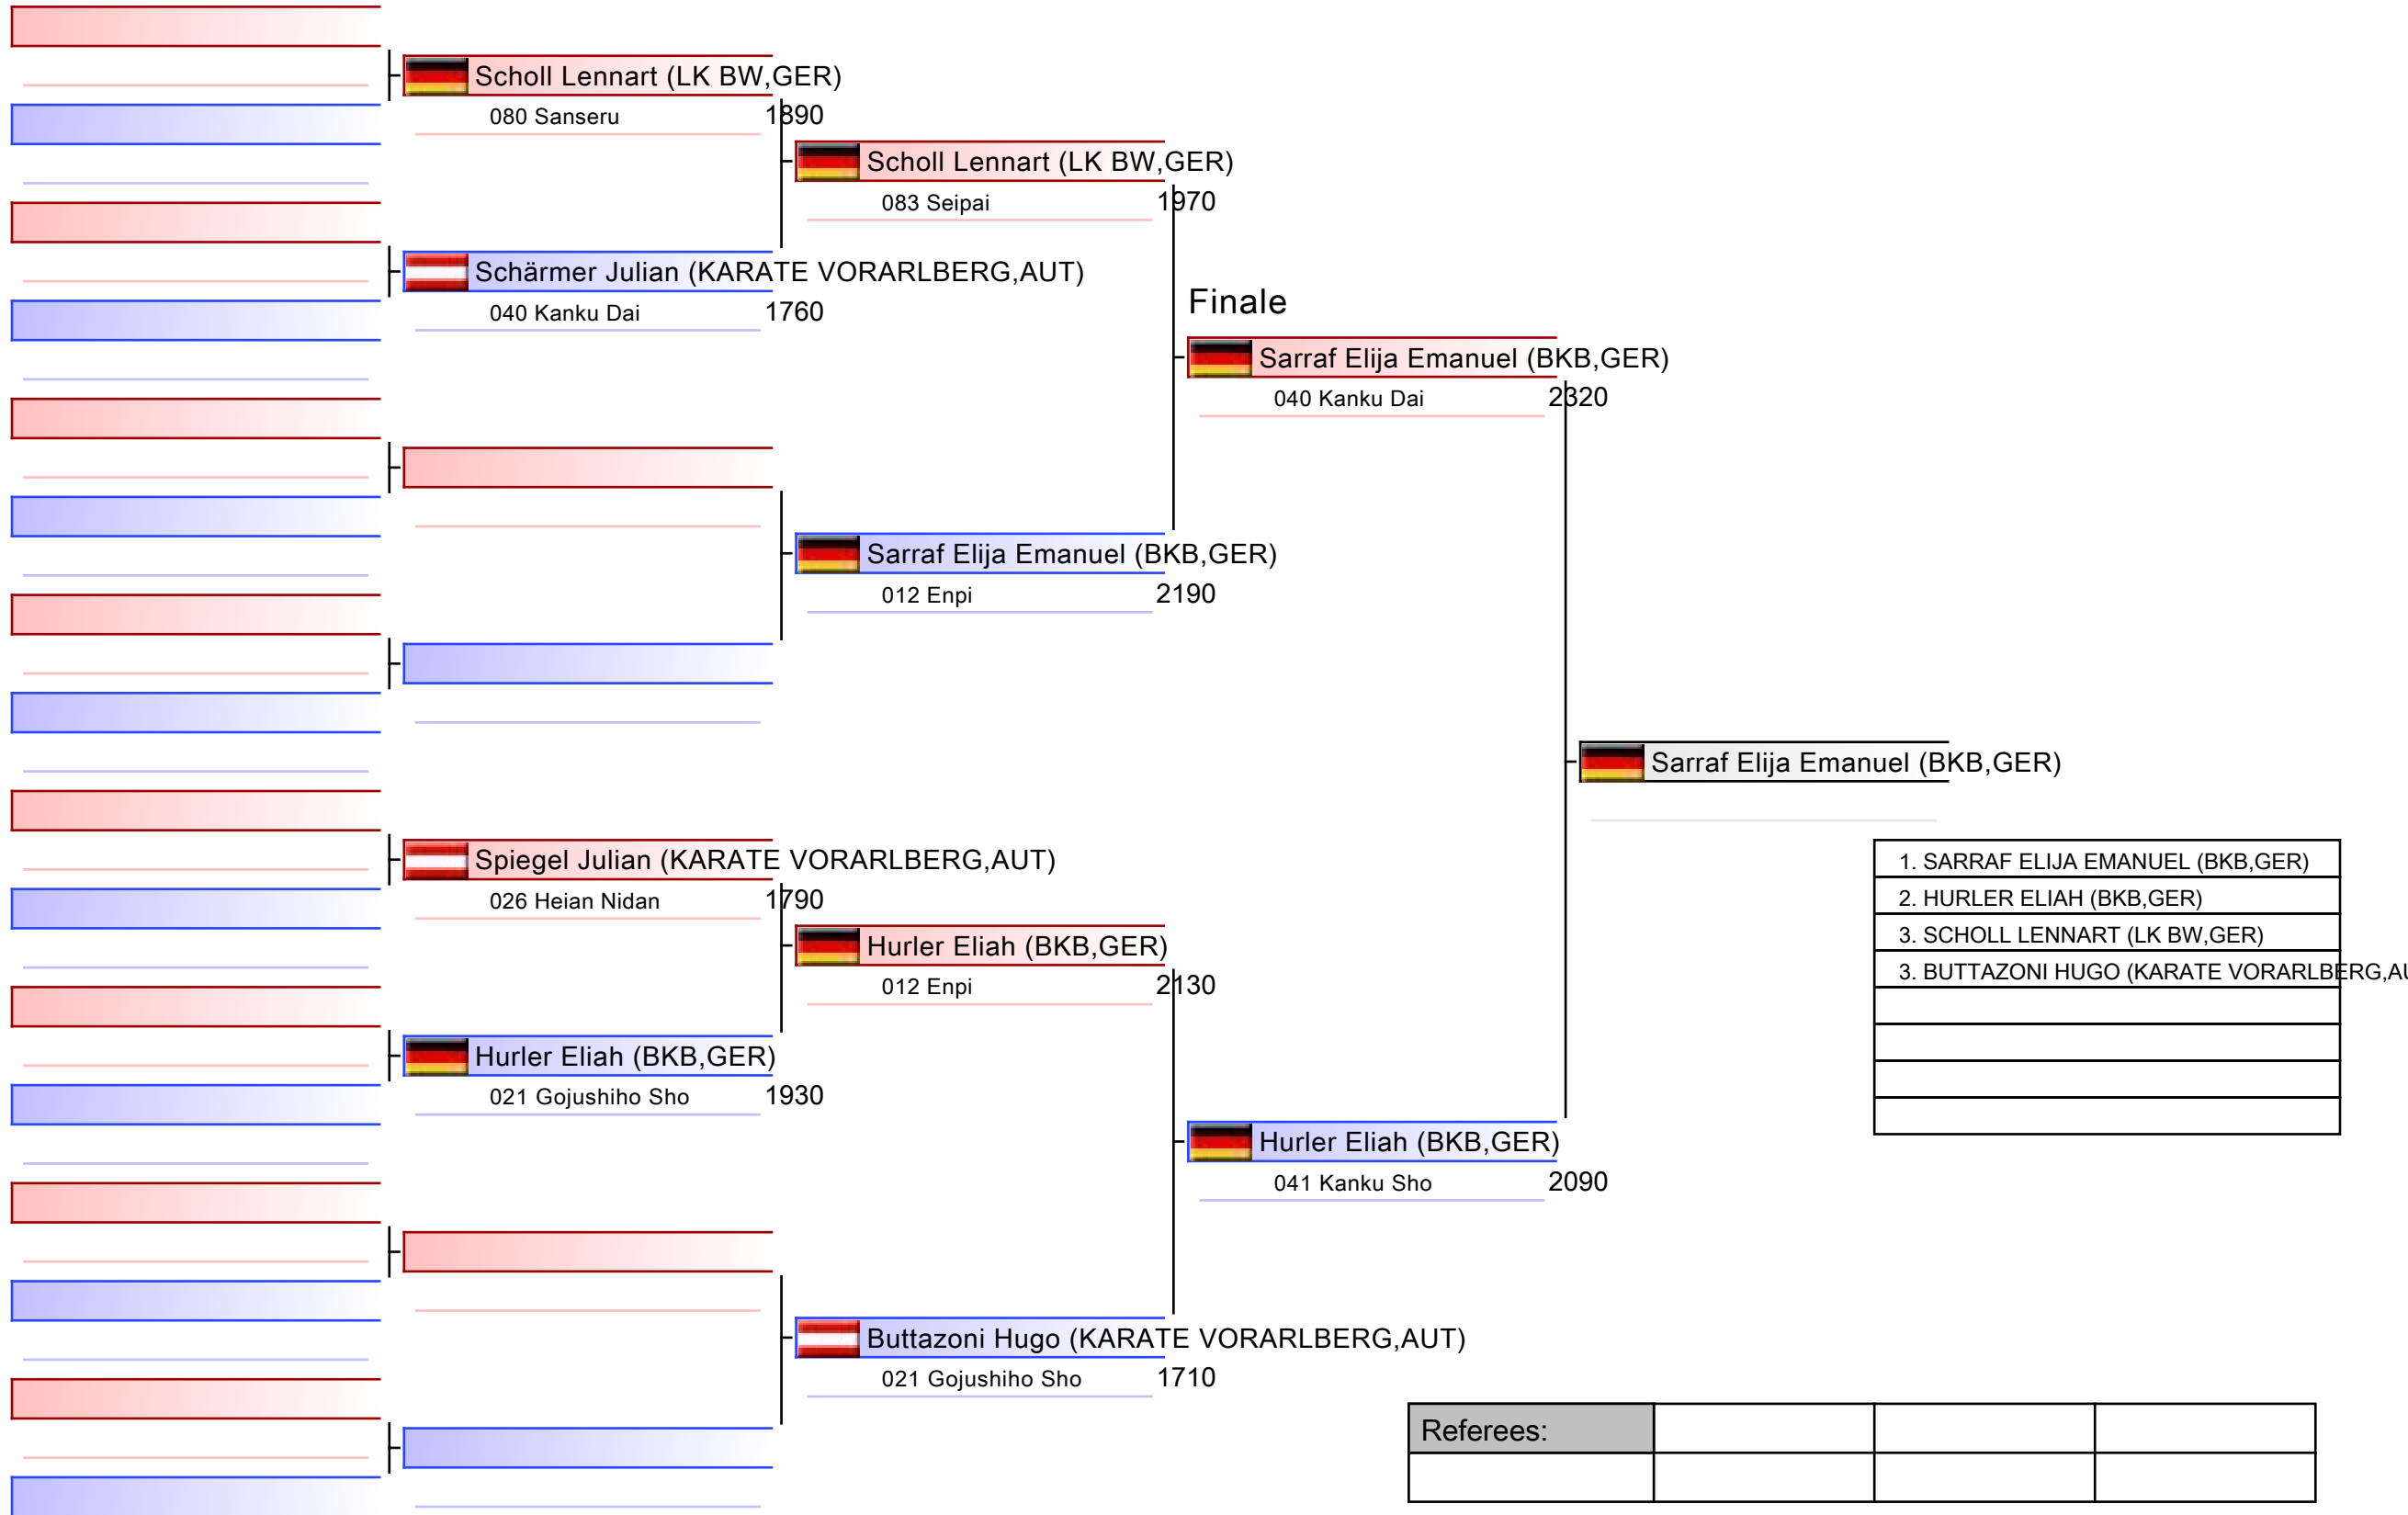 Scholl Lennart (LK BW,GER)
080 Sanseru 1890
Scholl Lennart (LK BW,GER)
083 Seipai 1970
Schärmer Julian (KARATE VORARLBERG,AUT)
040 Kanku Dai 1760
Finale
Sarraf Elija Emanuel (BKB,GER)
040 Kanku Dai 2320
Sarraf Elija Emanuel (BKB,GER)
012 Enpi 2190
Sarraf Elija Emanuel (BKB,GER)
Spiegel Julian (KARATE VORARLBERG,AUT)
026 Heian Nidan 1790
Hurler Eliah (BKB,GER)
012 Enpi 2130
Hurler Eliah (BKB,GER)
021 Gojushiho Sho 1930
Hurler Eliah (BKB,GER)
041 Kanku Sho 2090
Buttazoni Hugo (KARATE VORARLBERG,AUT)
021 Gojushiho Sho 1710
1. SARRAF ELIJA EMANUEL (BKB,GER)
2. HURLER ELIAH (BKB,GER)
3. SCHOLL LENNART (LK BW,GER)
3. BUTTAZONI HUGO (KARATE VORARLBERG,AU
Referees: